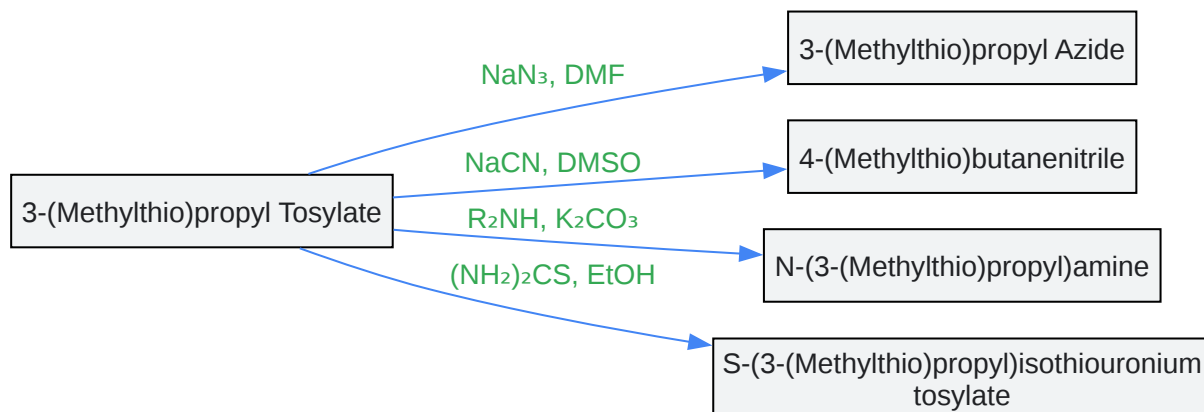 3-(Methylthio)propyl Azide
NaN₃, DMF
4-(Methylthio)butanenitrile
NaCN, DMSO
3-(Methylthio)propyl Tosylate
R₂NH, K₂CO₃
N-(3-(Methylthio)propyl)amine
(NH₂)₂CS, EtOH
S-(3-(Methylthio)propyl)isothiouronium
tosylate